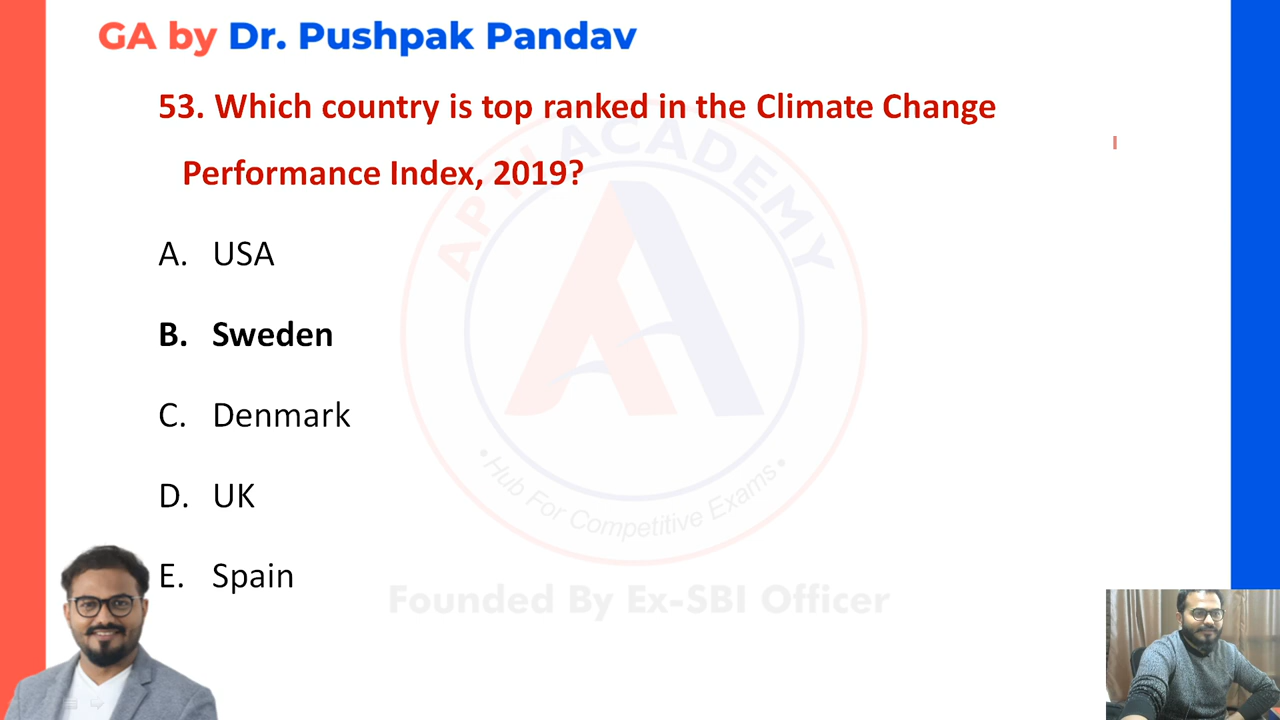 GA by Dr. Pushpak Pandav
53. Which country is top ranked in the Climate Change
Performance Index, 2019?
A. USA
B. Sweden
C. Denmark
D. UK
E. Spain
APTI ACADEMY
•Hub For Competitive Exams•
Founded By Ex-SBI Officer